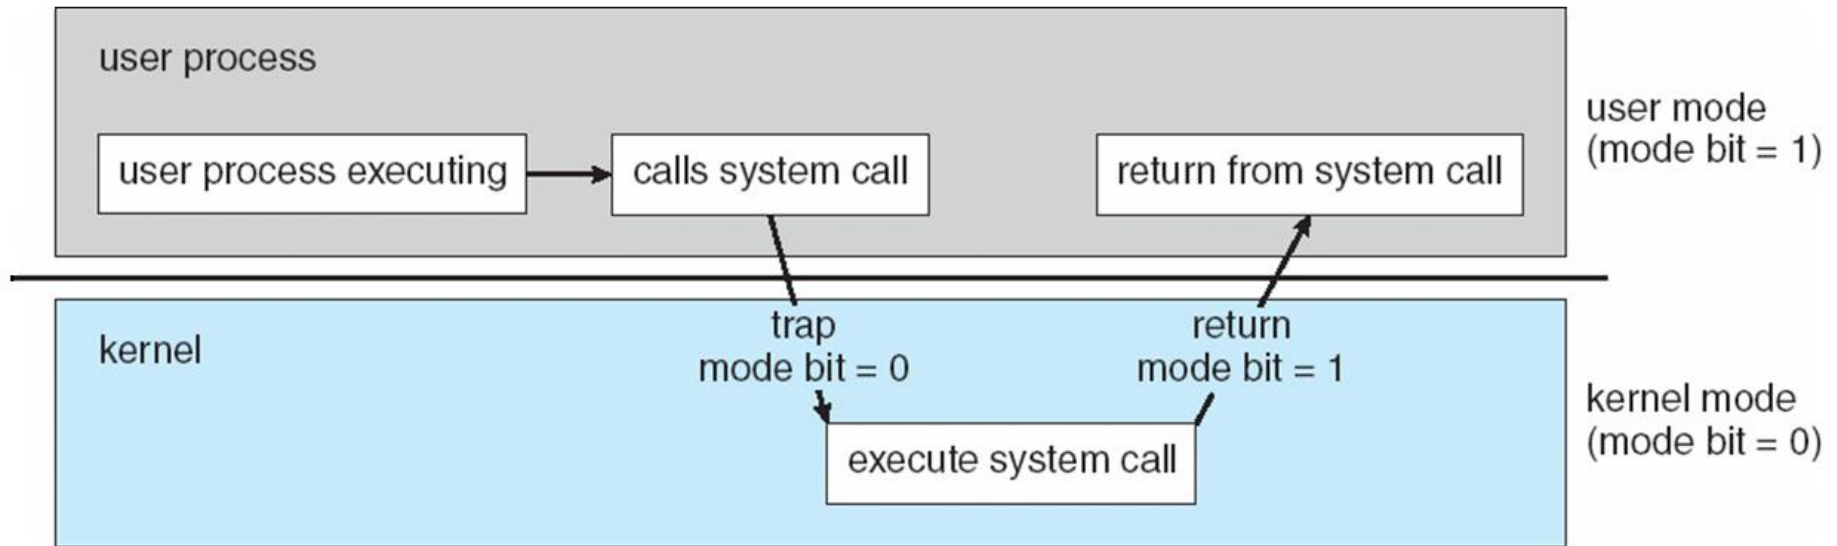 user process
user process executing
calls system call
return from system call
user mode
(mode bit = 1)
kernel
trap
mode bit = 0
return
mode bit = 1
execute system call
kernel mode
(mode bit = 0)